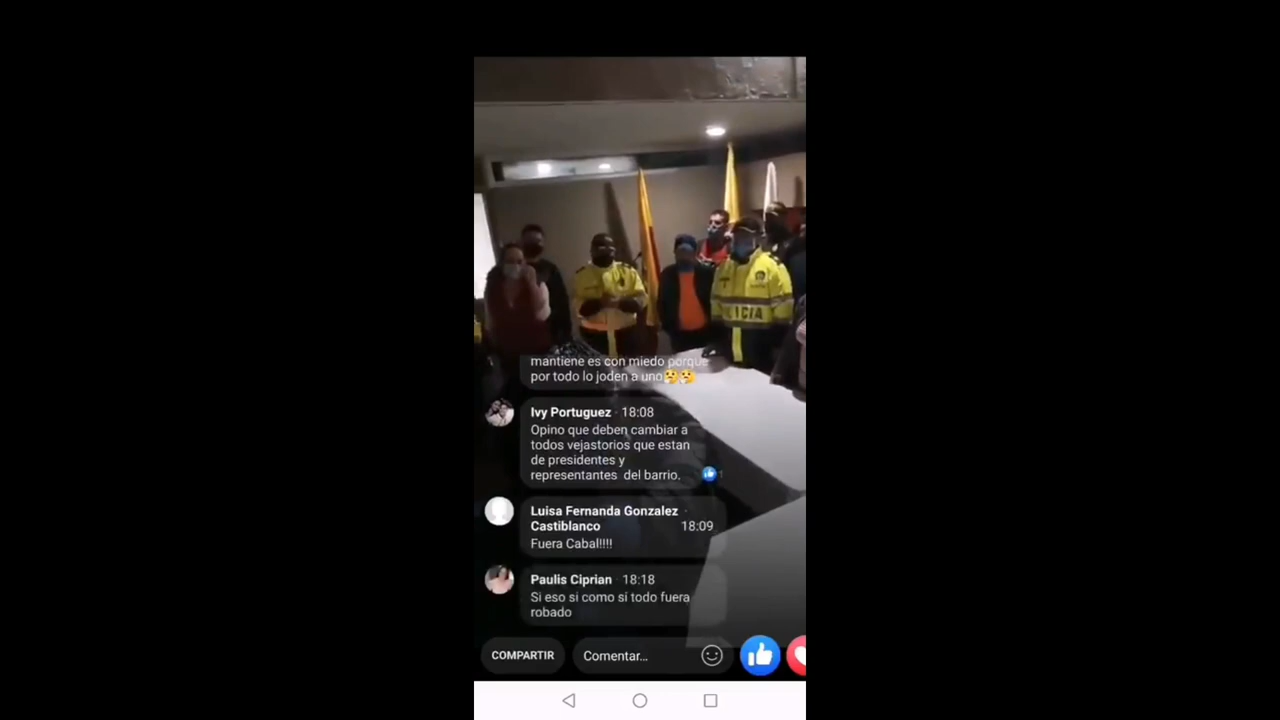 POLICIA
mantiene es con miedo porque
por todo lo joden a uno🤔🤔
Ivy Portuguez · 18:08
Opino que deben cambiar a
todos vejastorios que estan
de presidentes y
representantes del barrio.
1
Luisa Fernanda Gonzalez ·
Castiblanco 18:09
Fuera Cabal!!!!
Paulis Ciprian · 18:18
Si eso si como si todo fuera
robado
COMPARTIR
Comentar...